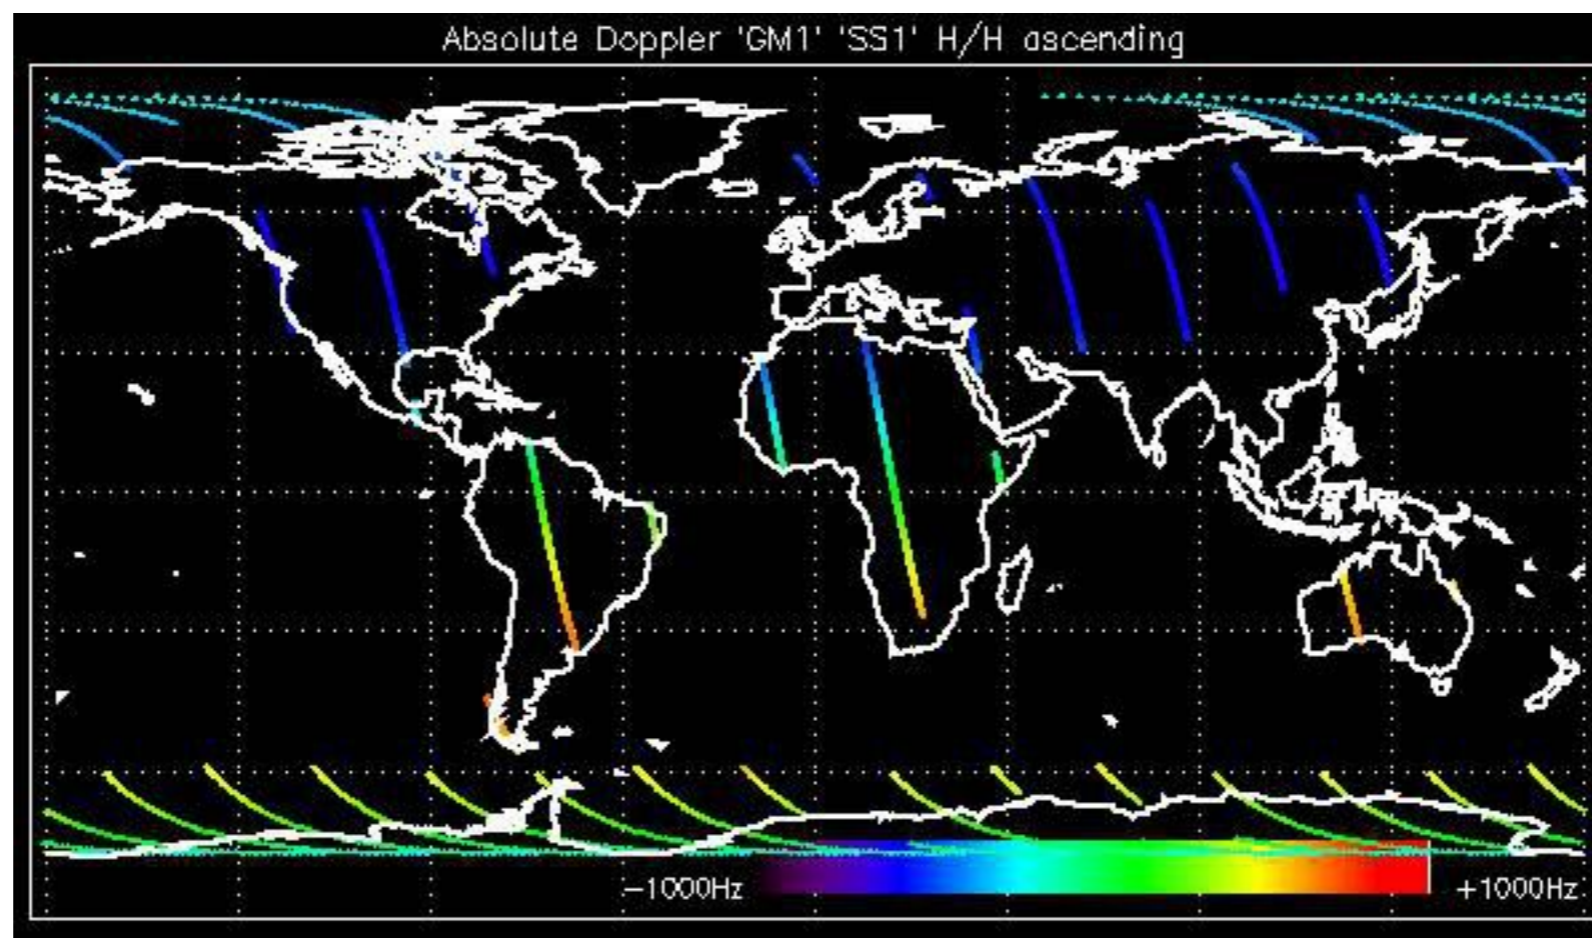 Absolute Doppler 'GM1' 'SS1' H/H ascending
−1000Hz
+1000Hz